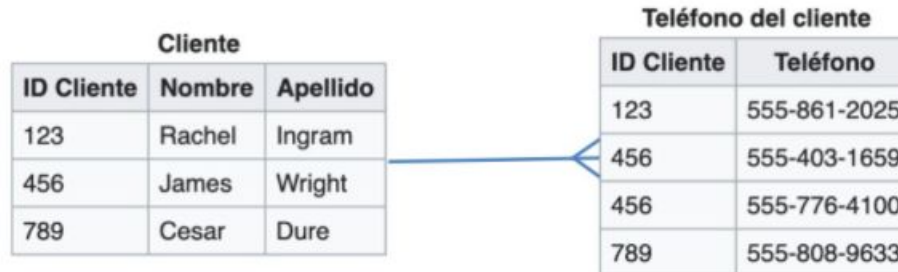 Cliente
ID Cliente Nombre Apellido
123 Rachel Ingram
456 James Wright
789 Cesar Dure
Teléfono del cliente
ID Cliente Teléfono
123 555-861-2025
456 555-403-1659
456 555-776-4100
789 555-808-9633